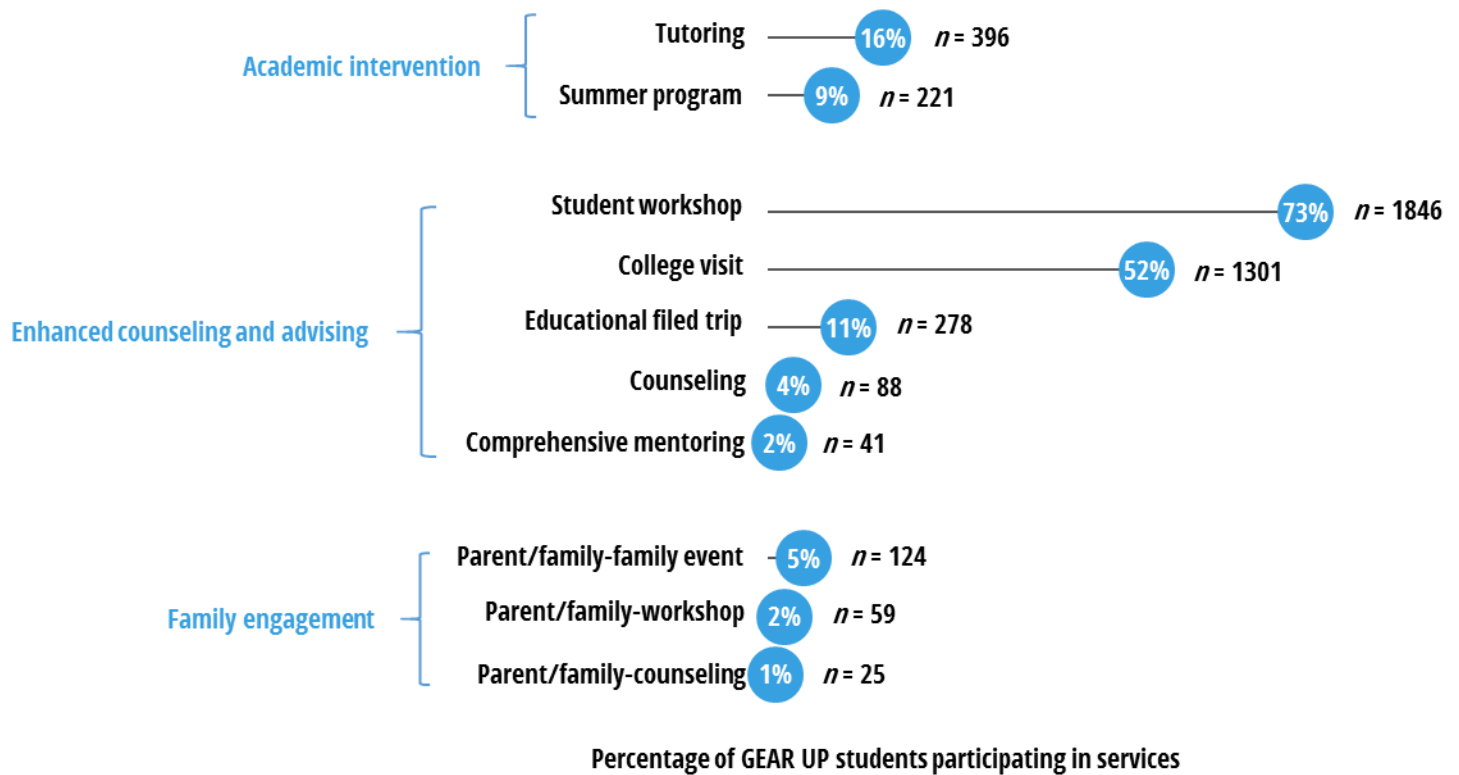 Academic intervention
Tutoring 16% n = 396
Summer program 9% n = 221
Enhanced counseling and advising
Student workshop 73% n = 1846
College visit 52% n = 1301
Educational filed trip 11% n = 278
Counseling 4% n = 88
Comprehensive mentoring 2% n = 41
Family engagement
Parent/family-family event 5% n = 124
Parent/family-workshop 2% n = 59
Parent/family-counseling 1% n = 25
Percentage of GEAR UP students participating in services